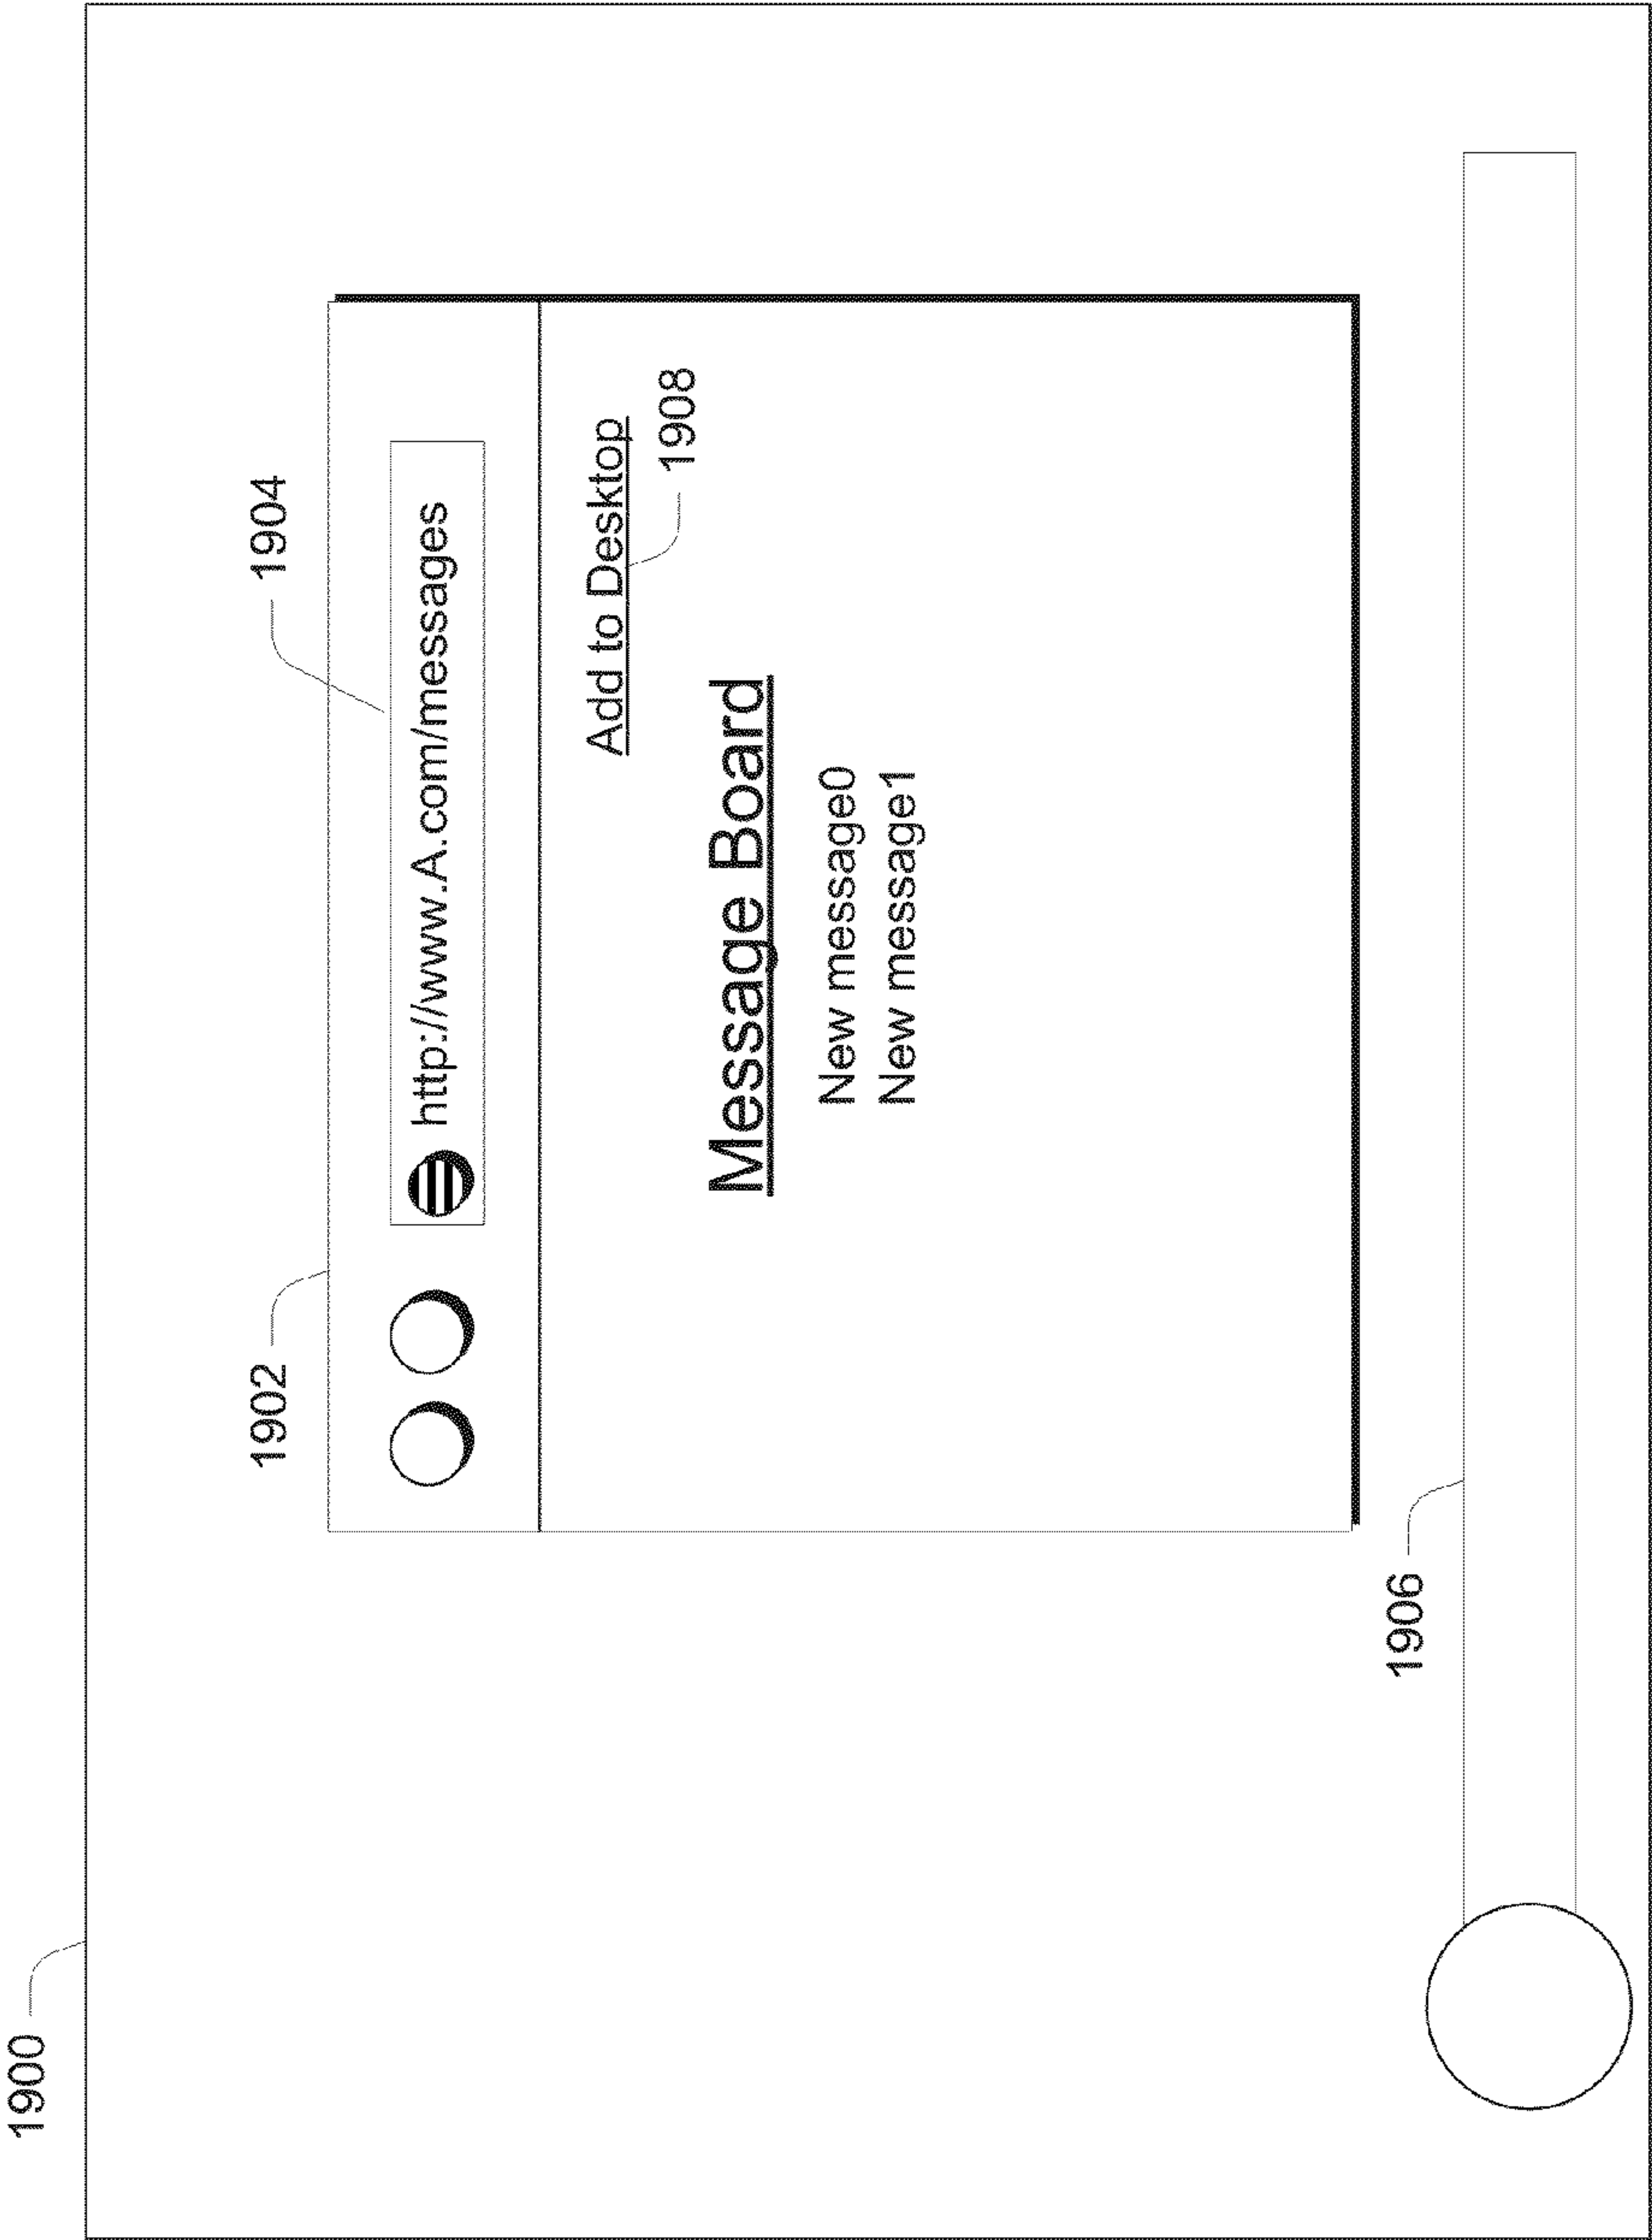 1900
1902
1904
http://www.A.com/messages
Add to Desktop
1908
Message Board
New message0
New message1
1906